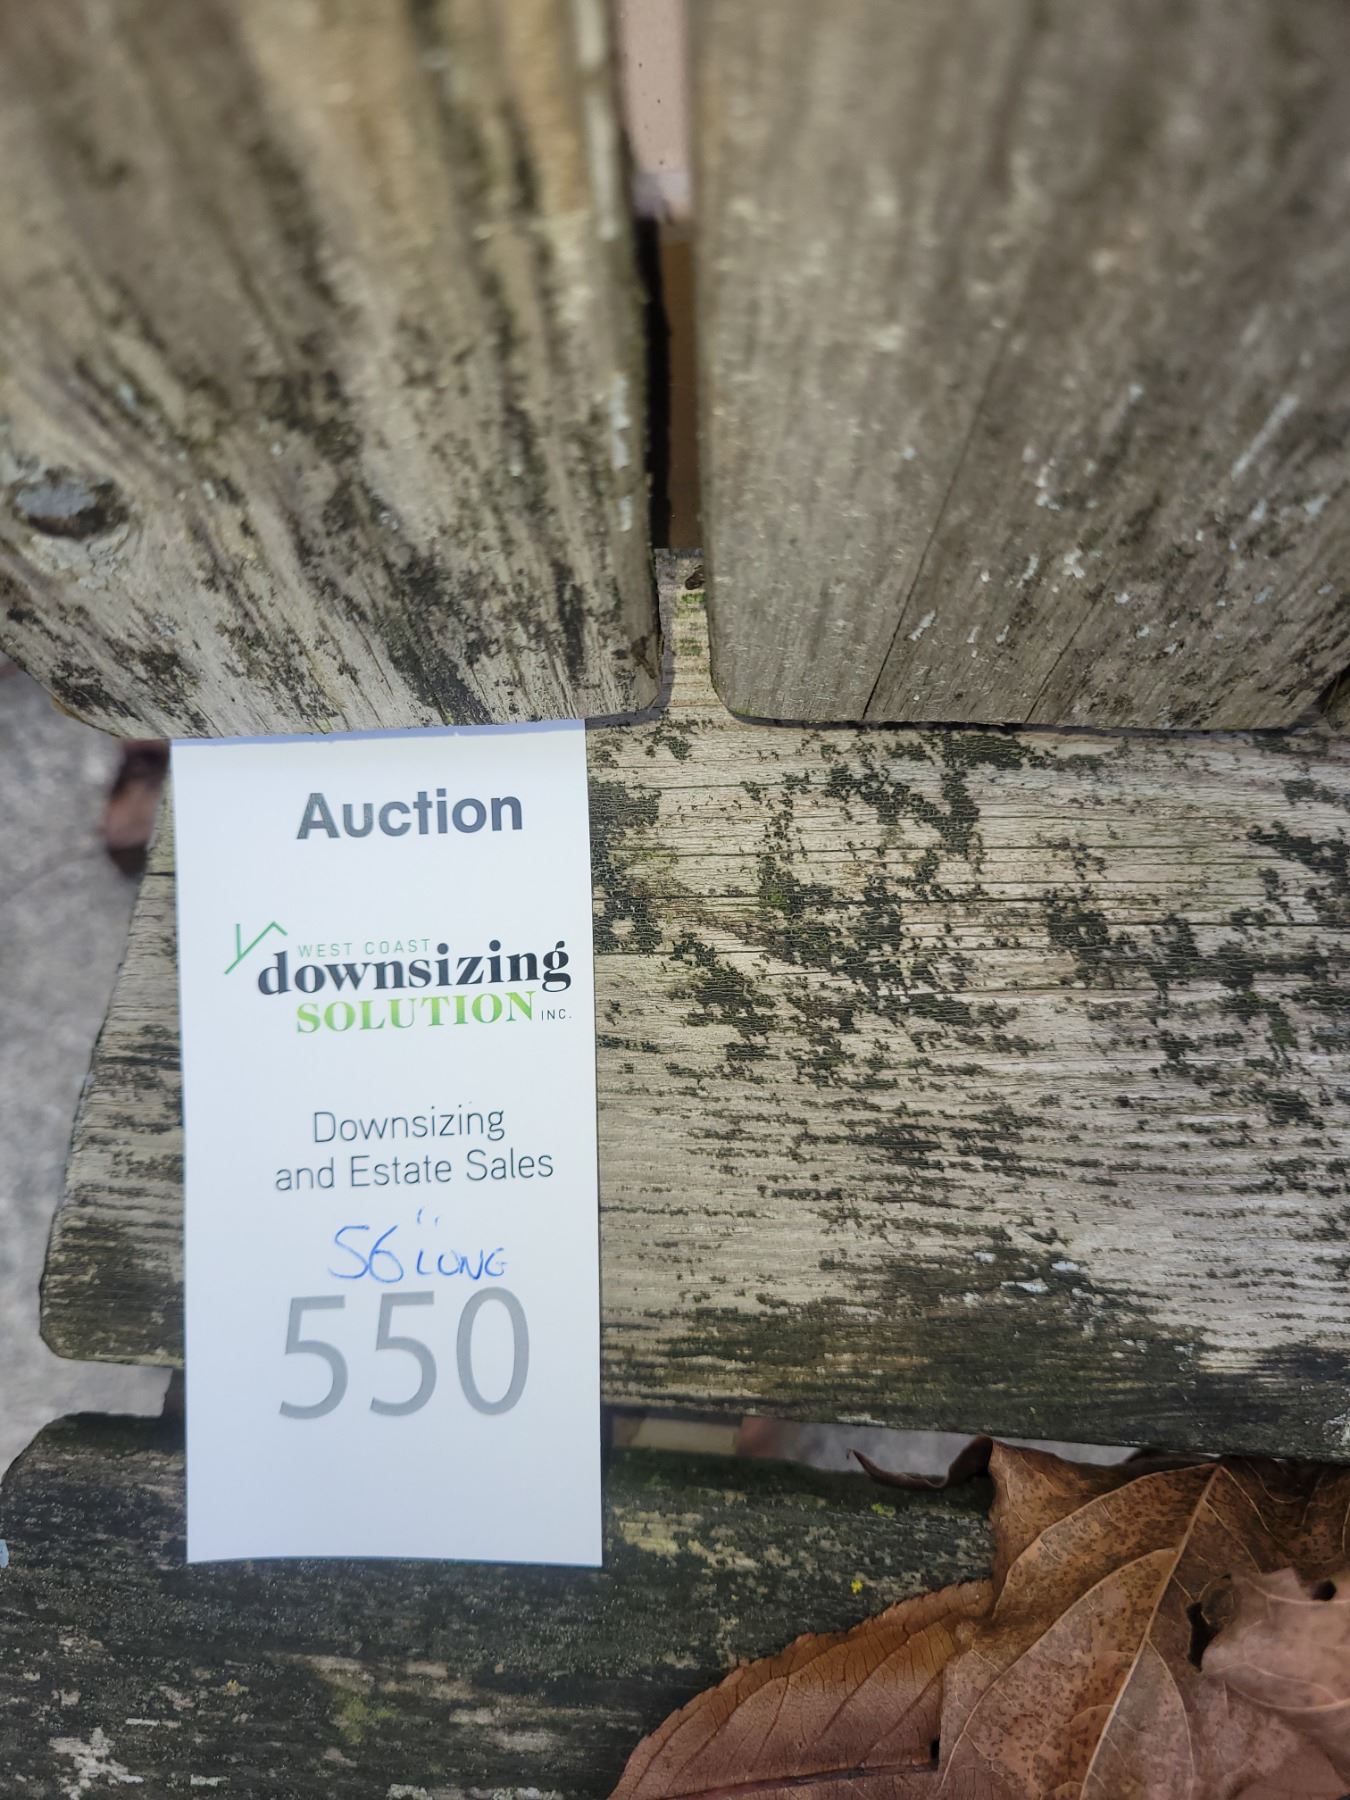 Auction
WEST COAST
downsizing
SOLUTION INC.
Downsizing
and Estate Sales
56" LONG
550